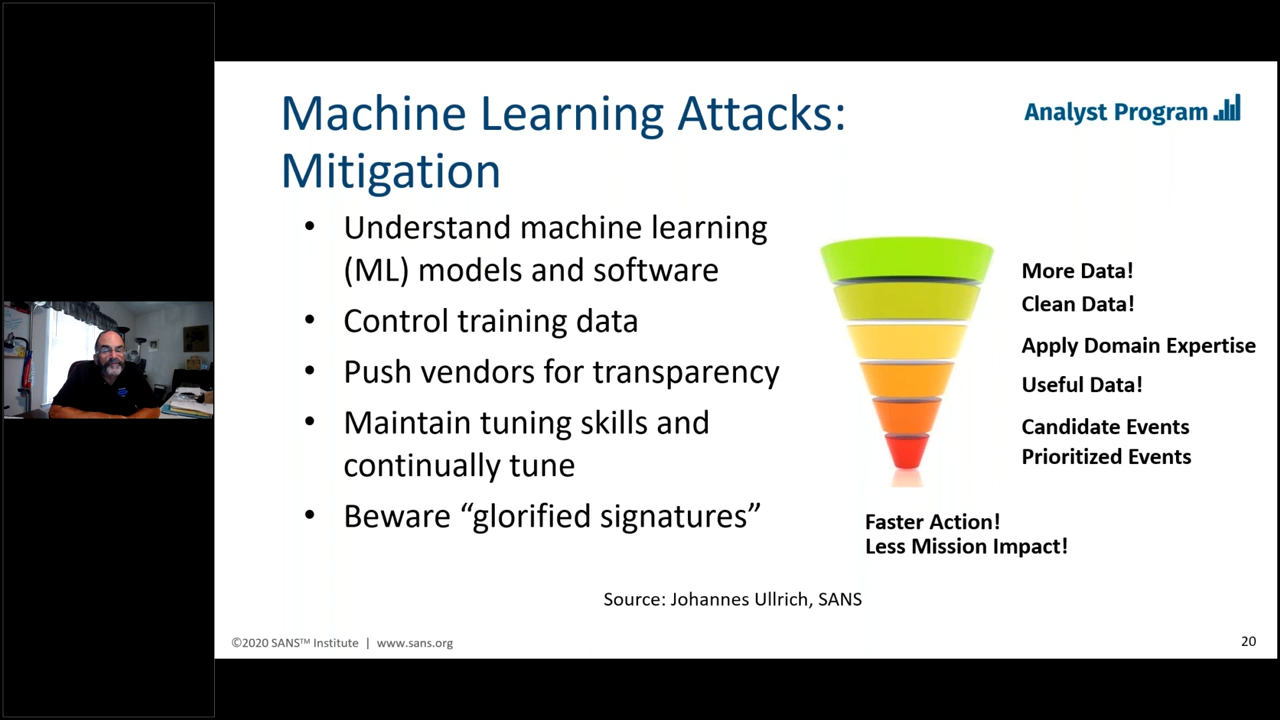 Machine Learning Attacks:
Mitigation
Analyst Program
• Understand machine learning
(ML) models and software
• Control training data
• Push vendors for transparency
• Maintain tuning skills and
continually tune
• Beware “glorified signatures”
More Data!
Clean Data!
Apply Domain Expertise
Useful Data!
Candidate Events
Prioritized Events
Faster Action!
Less Mission Impact!
Source: Johannes Ullrich, SANS
©2020 SANS™ Institute | www.sans.org
20